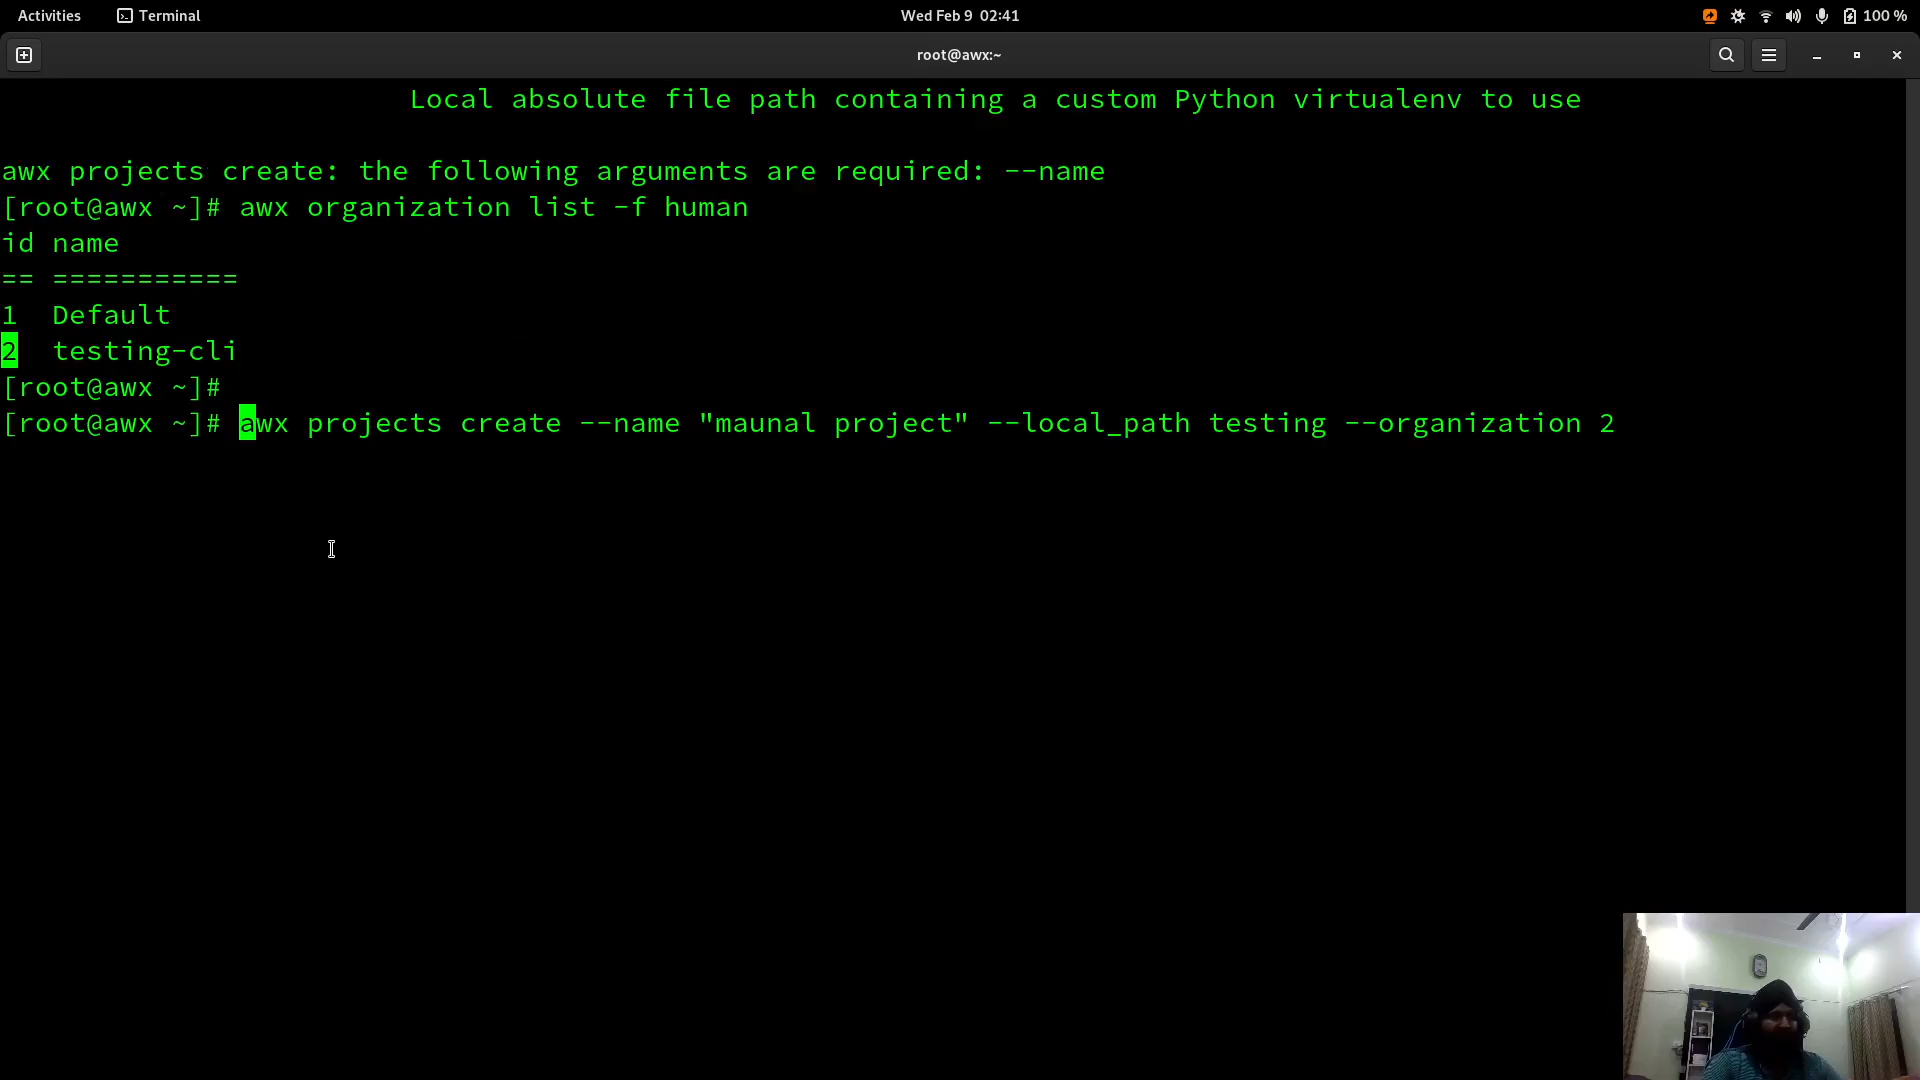 Activities Terminal Wed Feb 9 02:41 100 %
root@awx:~
Local absolute file path containing a custom Python virtualenv to use
awx projects create: the following arguments are required: --name
[root@awx ~]# awx organization list -f human
id name
== ===========
1 Default
2 testing-cli
[root@awx ~]#
[root@awx ~]# awx projects create --name "maunal project" --local_path testing --organization 2